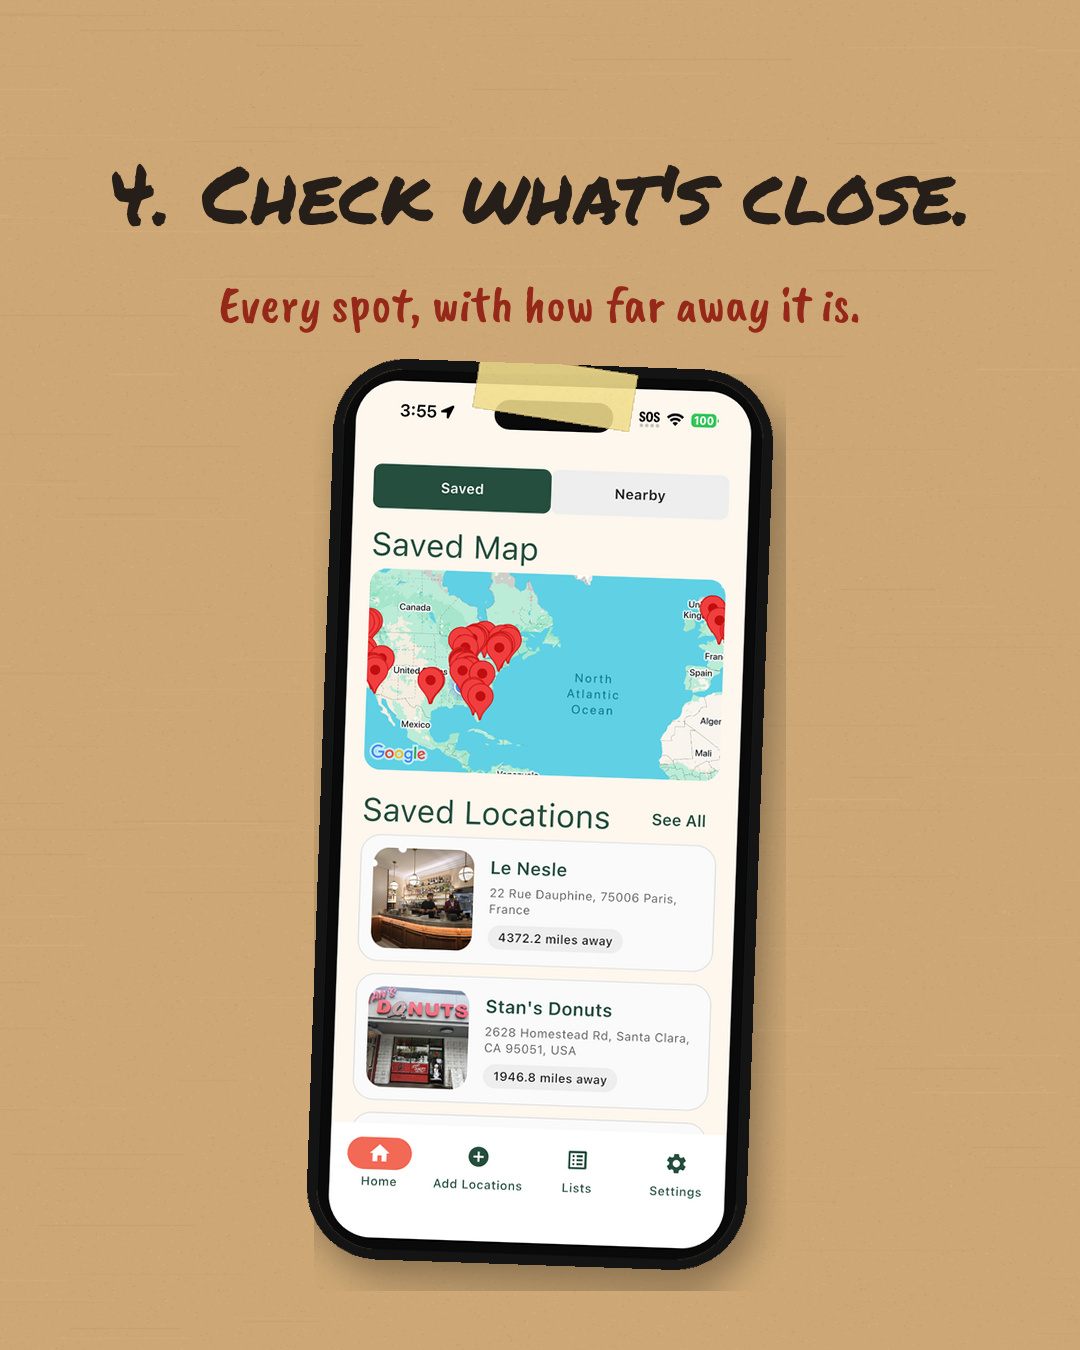 4. CHECK WHAT'S CLOSE.
Every spot, with how far away it is.
3:55
SOS
100
Saved
Nearby
Saved Map
Canada
United
Mexico
North
Atlantic
Ocean
Spain
Mali
Google
Saved Locations
See All
Le Nesle
22 Rue Dauphine, 75006 Paris,
France
4372.2 miles away
DONUTS
Stan's Donuts
2628 Homestead Rd, Santa Clara,
CA 95051, USA
1946.8 miles away
Home
Add Locations
Lists
Settings